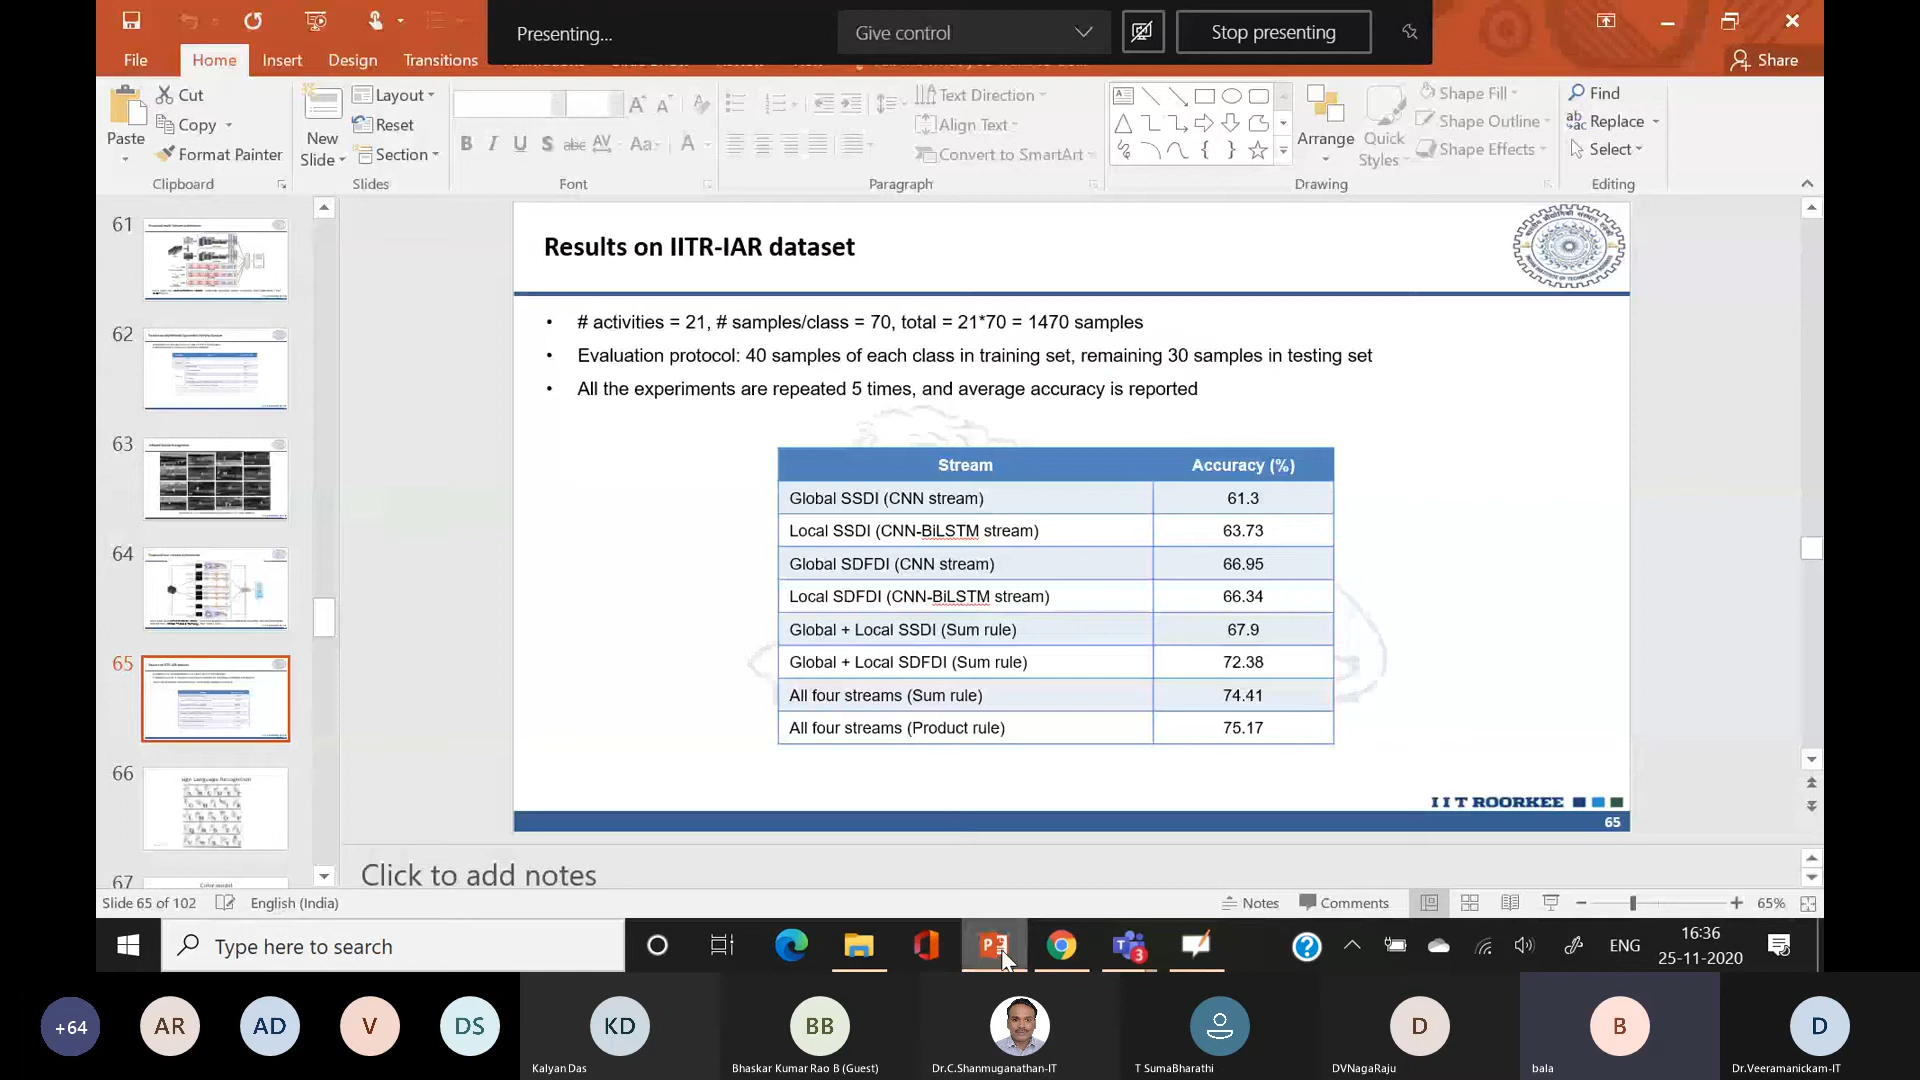 Presenting...
Give control
Stop presenting
File
Home
Insert
Design
Transitions
Share
Paste
Cut
Copy
Format Painter
Clipboard
New
Slide
Layout
Reset
Section
Slides
B I U S abc AV Aa A
Font
Text Direction
Align Text
Convert to SmartArt
Paragraph
Arrange
Quick
Styles
Shape Fill
Shape Outline
Shape Effects
Drawing
Find
Replace
Select
Editing
61
62
63
64
65
66
Sign Language Recognition
67
Results on IITR-IAR dataset
• # activities = 21, # samples/class = 70, total = 21*70 = 1470 samples
• Evaluation protocol: 40 samples of each class in training set, remaining 30 samples in testing set
• All the experiments are repeated 5 times, and average accuracy is reported
Stream Accuracy (%)
Global SSDI (CNN stream) 61.3
Local SSDI (CNN-BiLSTM stream) 63.73
Global SDFDI (CNN stream) 66.95
Local SDFDI (CNN-BiLSTM stream) 66.34
Global + Local SSDI (Sum rule) 67.9
Global + Local SDFDI (Sum rule) 72.38
All four streams (Sum rule) 74.41
All four streams (Product rule) 75.17
I I T ROORKEE
65
Click to add notes
Slide 65 of 102
English (India)
Notes
Comments
65%
Type here to search
3
ENG
16:36
25-11-2020
+64
AR
AD
V
DS
KD
BB
D
B
D
Kalyan Das
Bhaskar Kumar Rao B (Guest)
Dr.C.Shanmuganathan-IT
T SumaBharathi
DVNagaRaju
bala
Dr.Veeramanickam-IT